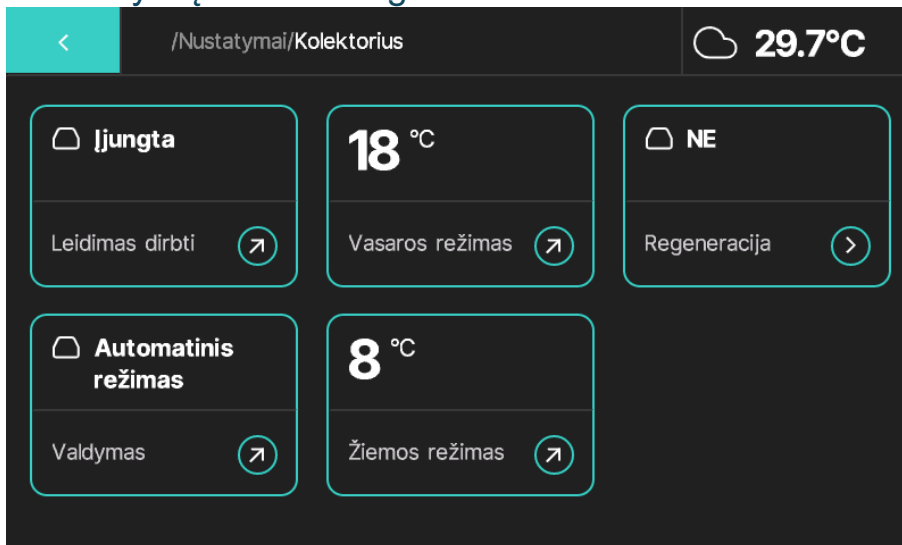 /Nustatymai/Kolektorius
29.7°C
Įjungta
Leidimas dirbti
18 °C
Vasaros režimas
NE
Regeneracija
Automatinis
režimas
Valdymas
8 °C
Žiemos režimas